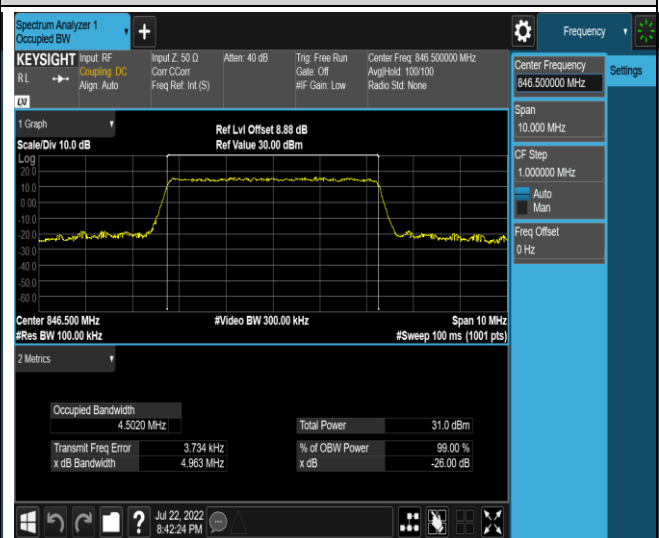 Spectrum Analyzer 1
Occupied BW
Frequency
KEYSIGHT
RL
LXI
Input: RF
Coupling: DC
Align: Auto
Input Z: 50 Ω
Corr CCorr
Freq Ref: Int (S)
Atten: 40 dB
Trig: Free Run
Gate: Off
#IF Gain: Low
Center Freq: 846.500000 MHz
Avg|Hold: 100/100
Radio Std: None
Center Frequency
846.500000 MHz
Settings
Span
10.000 MHz
CF Step
1.000000 MHz
Auto
Man
Freq Offset
0 Hz
1 Graph
Scale/Div 10.0 dB
Ref Lvl Offset 8.88 dB
Ref Value 30.00 dBm
Log
20.0
10.0
0.00
-10.0
-20.0
-30.0
-40.0
-50.0
-60.0
Center 846.500 MHz
#Res BW 100.00 kHz
#Video BW 300.00 kHz
Span 10 MHz
#Sweep 100 ms (1001 pts)
2 Metrics
Occupied Bandwidth
4.5020 MHz
Total Power 31.0 dBm
Transmit Freq Error 3.734 kHz
% of OBW Power 99.00 %
x dB Bandwidth 4.963 MHz
x dB -26.00 dB
Jul 22, 2022
8:42:24 PM